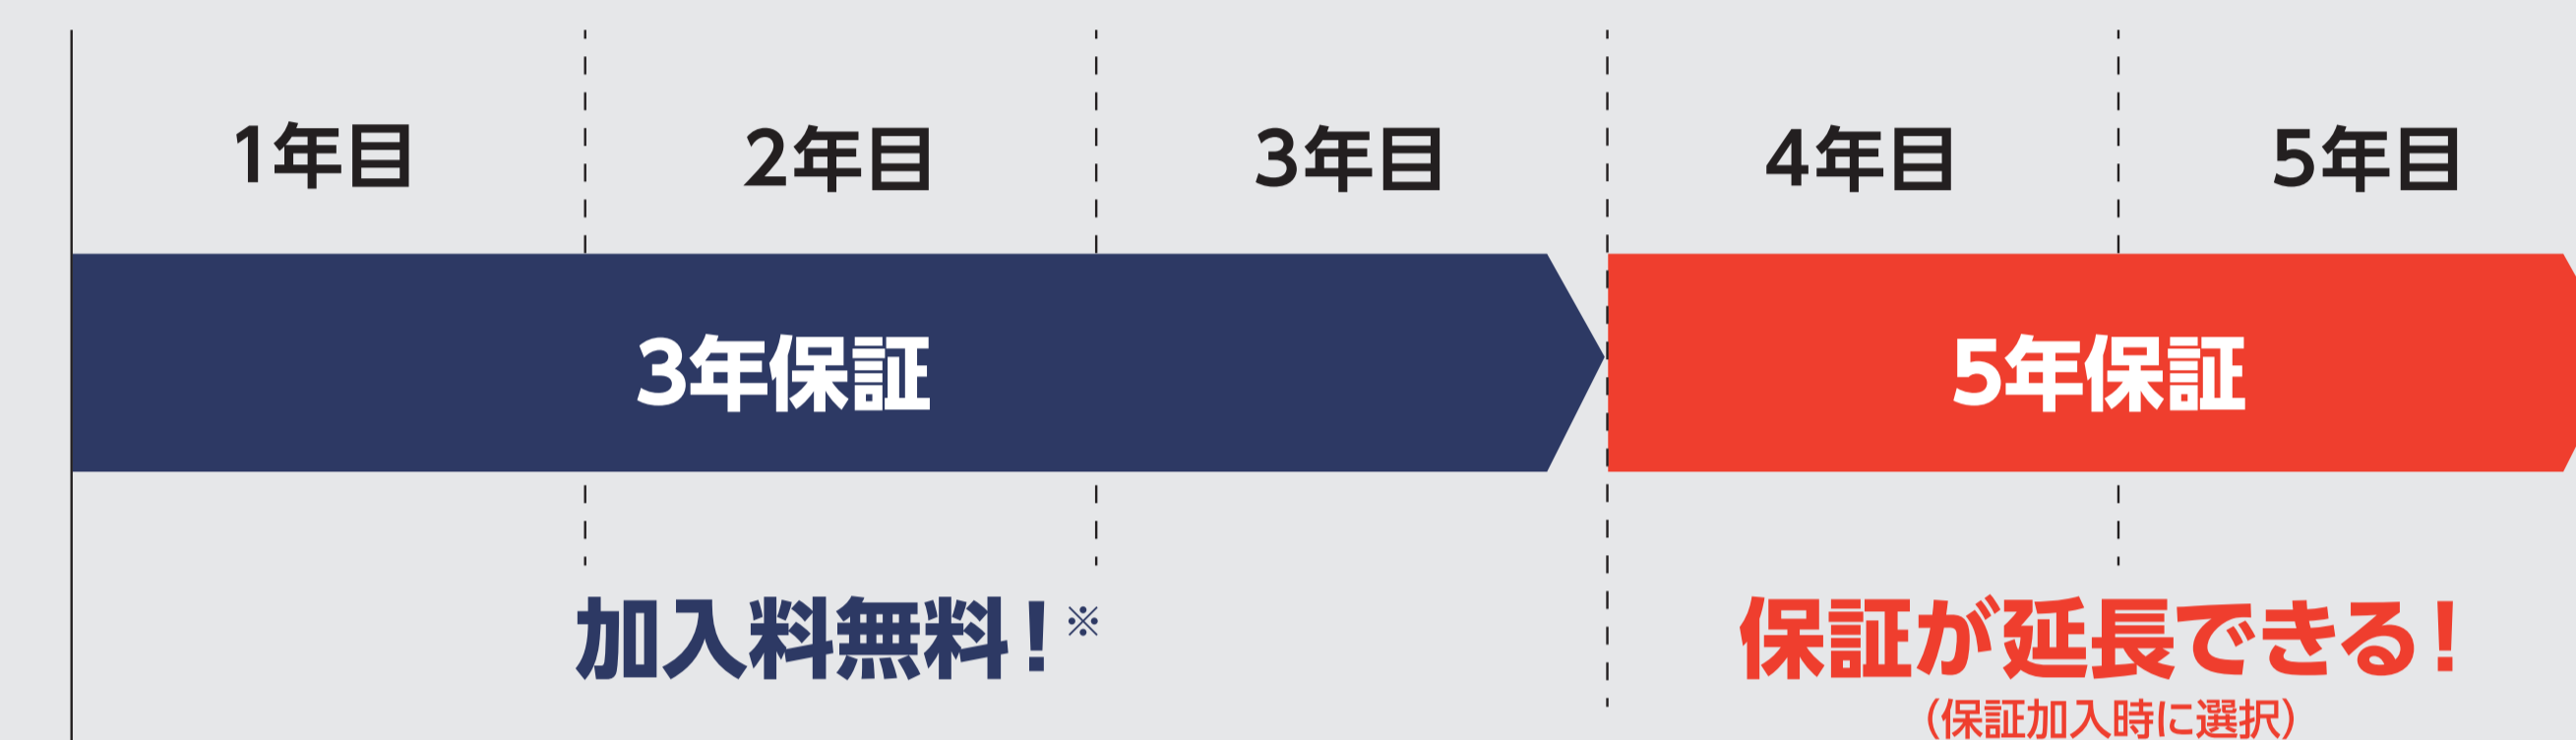 1年目 2年目 3年目 4年目 5年目
3年保証 5年保証
加入料無料！※ 保証が延長できる！
（保証加入時に選択）